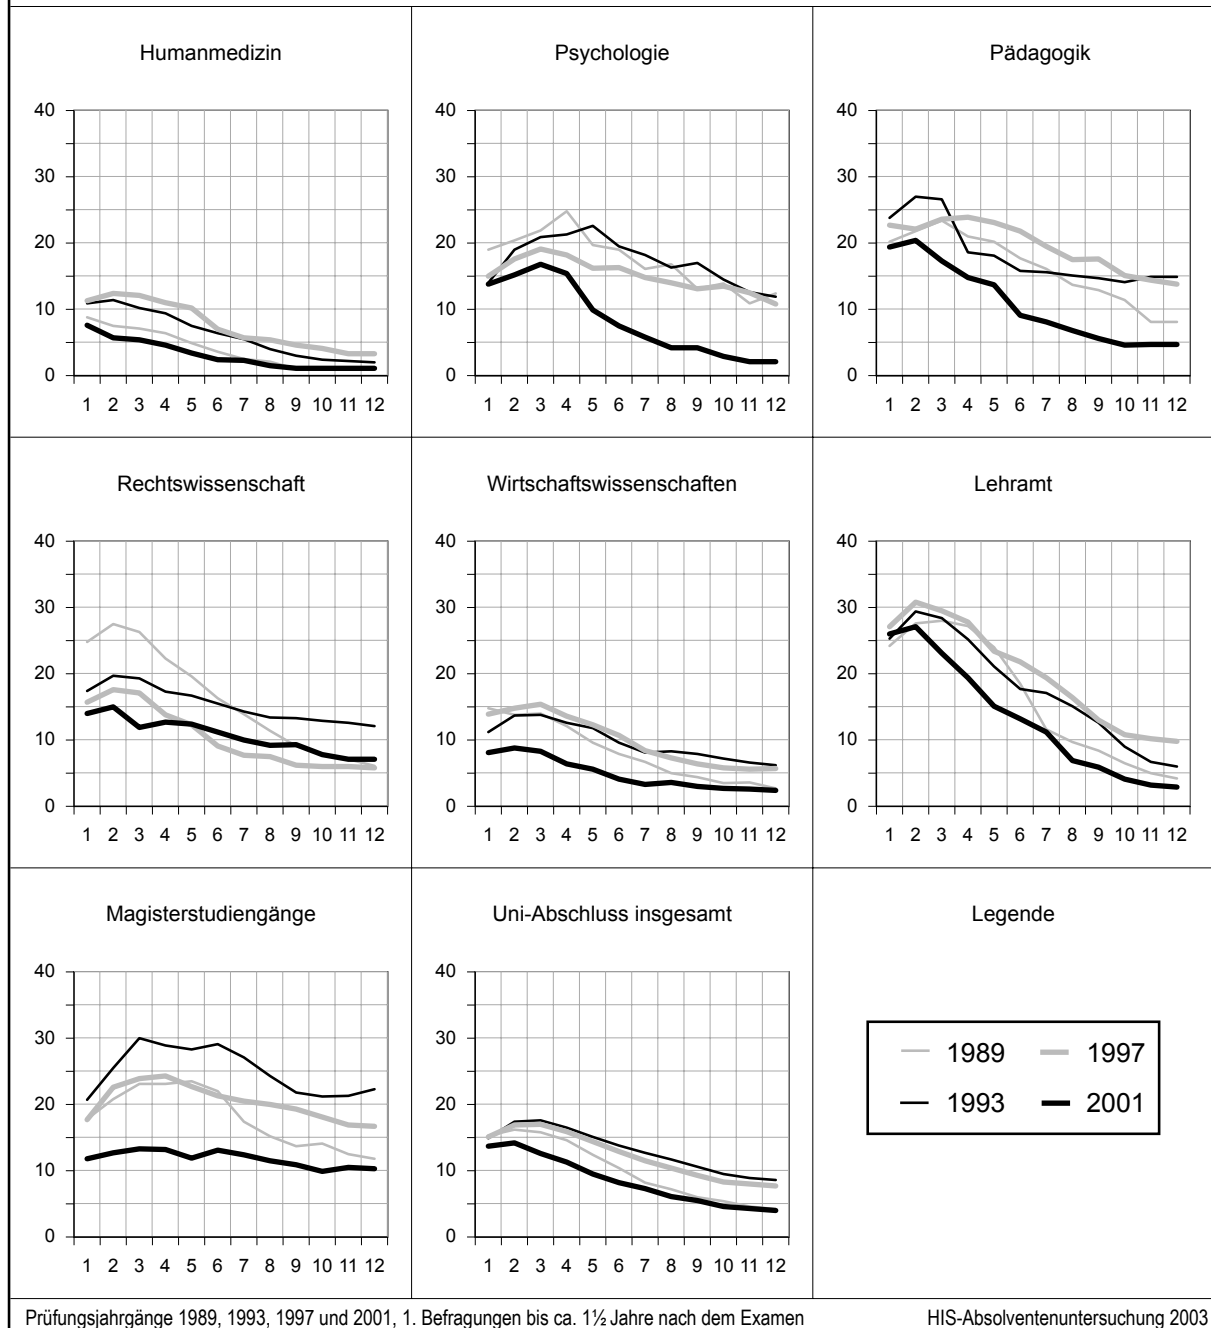 Humanmedizin
Psychologie
Pädagogik
40
30
20
10
0
1 2 3 4 5 6 7 8 9 10 11 12
40
30
20
10
0
1 2 3 4 5 6 7 8 9 10 11 12
40
30
20
10
0
1 2 3 4 5 6 7 8 9 10 11 12
Rechtswissenschaft
Wirtschaftswissenschaften
Lehramt
40
30
20
10
0
1 2 3 4 5 6 7 8 9 10 11 12
40
30
20
10
0
1 2 3 4 5 6 7 8 9 10 11 12
40
30
20
10
0
1 2 3 4 5 6 7 8 9 10 11 12
Magisterstudiengänge
Uni-Abschluss insgesamt
Legende
40
30
20
10
0
1 2 3 4 5 6 7 8 9 10 11 12
40
30
20
10
0
1 2 3 4 5 6 7 8 9 10 11 12
1989 1997
1993 2001
Prüfungsjahrgänge 1989, 1993, 1997 und 2001, 1. Befragungen bis ca. 1½ Jahre nach dem Examen HIS-Absolventenuntersuchung 2003